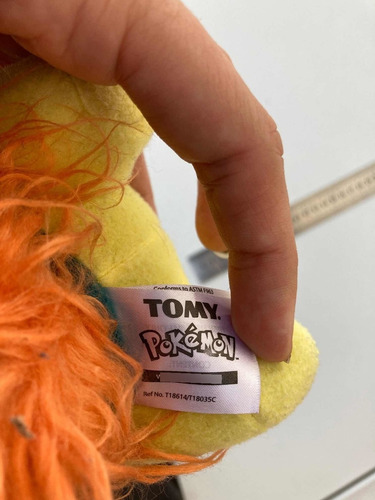 Conforms to ASTM F963
TOMY
Pokémon
Ref No. T18614/T18035C